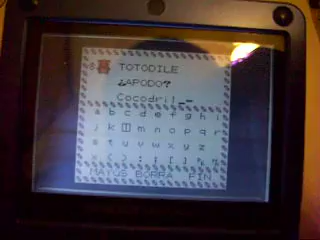 TOTODILE
¿APODO?
Cocodril_
a b c d e f g h i
j k l m n o p q r
s t u v w x y z
( ) : ; [ ]
MAYUS BORRA FIN